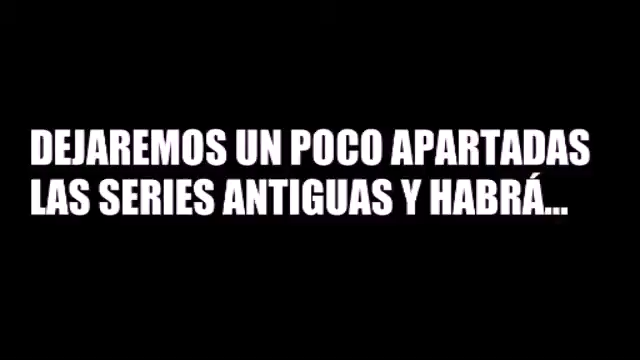 DEJAREMOS UN POCO APARTADAS
LAS SERIES ANTIGUAS Y HABRÁ...